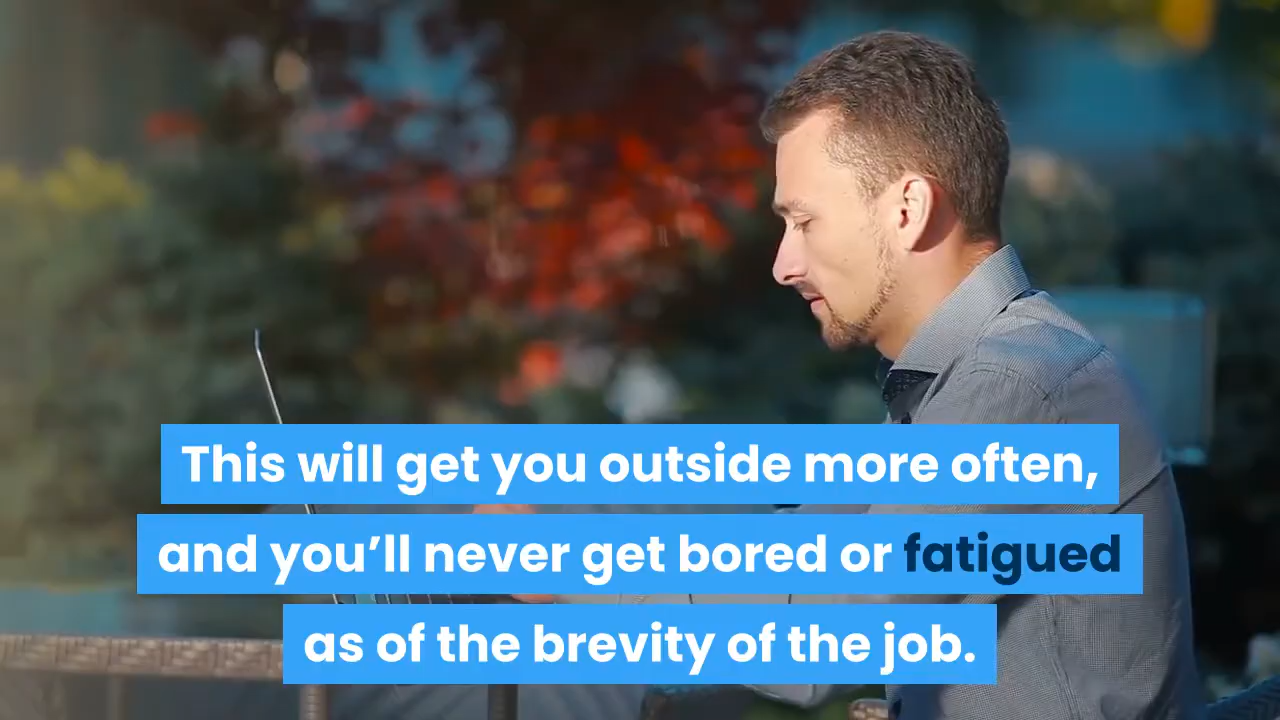 This will get you outside more often,
and you’ll never get bored or fatigued
as of the brevity of the job.